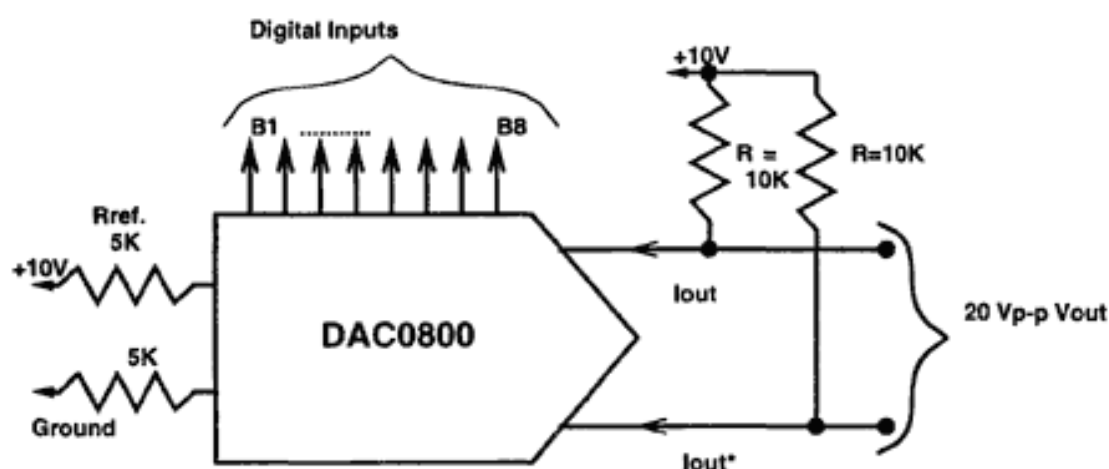 Digital Inputs
+10V
B1 ........... B8
R =
10K
R=10K
Rref.
5K
+10V
Iout
20 Vp-p Vout
DAC0800
5K
Ground
Iout*